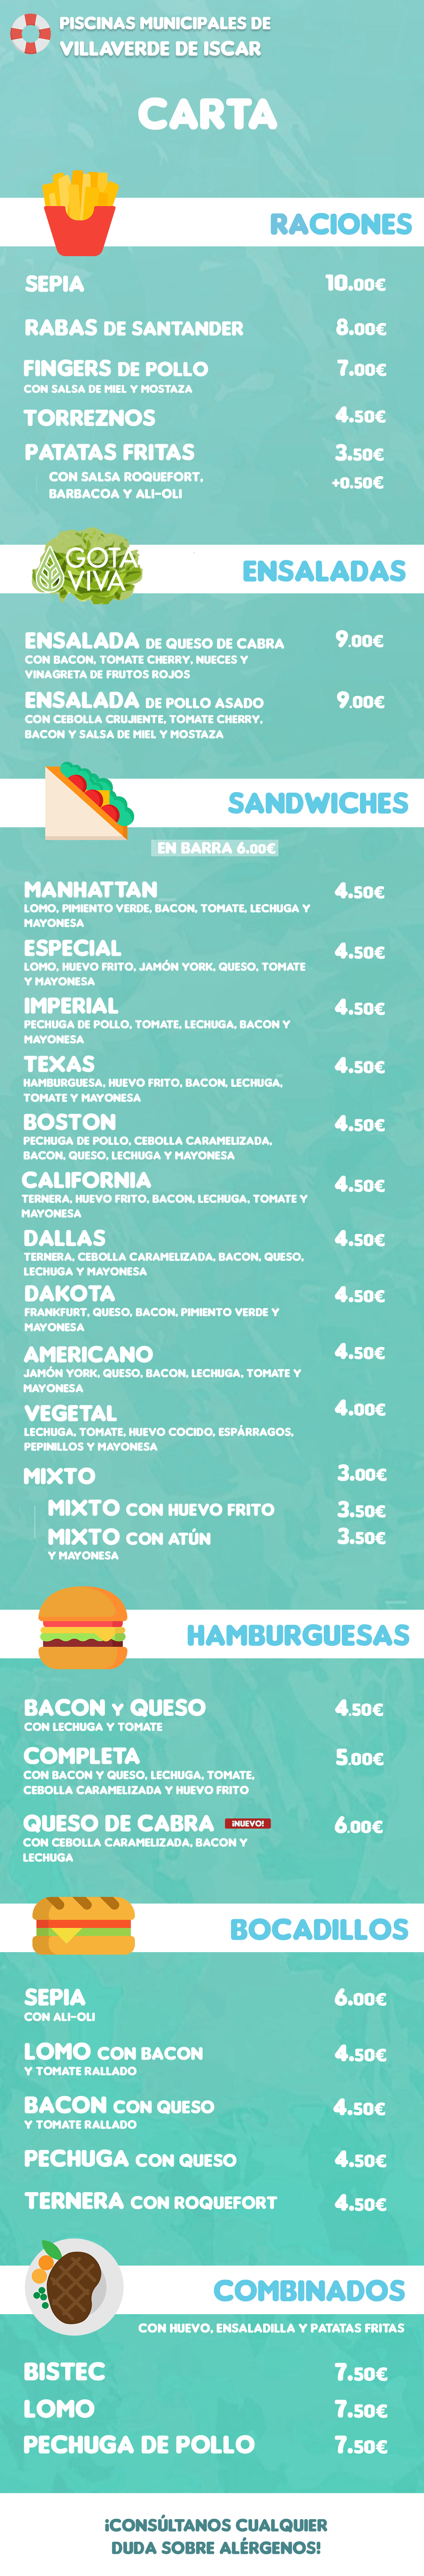 PISCINAS MUNICIPALES DE
VILLAVERDE DE ISCAR
CARTA
RACIONES
SEPIA 10.00€
RABAS DE SANTANDER 8.00€
FINGERS DE POLLO 7.00€
CON SALSA DE MIEL Y MOSTAZA
TORREZNOS 4.50€
PATATAS FRITAS 3.50€
CON SALSA ROQUEFORT, +0.50€
BARBACOA Y ALI-OLI
GOTA
VIVA
ENSALADAS
ENSALADA DE QUESO DE CABRA 9.00€
CON BACON, TOMATE CHERRY, NUECES Y
VINAGRETA DE FRUTOS ROJOS
ENSALADA DE POLLO ASADO 9.00€
CON CEBOLLA CRUJIENTE, TOMATE CHERRY,
BACON Y SALSA DE MIEL Y MOSTAZA
SANDWICHES
EN BARRA 6.00€
MANHATTAN 4.50€
LOMO, PIMIENTO VERDE, BACON, TOMATE, LECHUGA Y
MAYONESA
ESPECIAL 4.50€
LOMO, HUEVO FRITO, JAMÓN YORK, QUESO, TOMATE
Y MAYONESA
IMPERIAL 4.50€
PECHUGA DE POLLO, TOMATE, LECHUGA, BACON Y
MAYONESA
TEXAS 4.50€
HAMBURGUESA, HUEVO FRITO, BACON, LECHUGA,
TOMATE Y MAYONESA
BOSTON 4.50€
PECHUGA DE POLLO, CEBOLLA CARAMELIZADA,
BACON, QUESO, LECHUGA Y MAYONESA
CALIFORNIA 4.50€
TERNERA, HUEVO FRITO, BACON, LECHUGA, TOMATE Y
MAYONESA
DALLAS 4.50€
TERNERA, CEBOLLA CARAMELIZADA, BACON, QUESO,
LECHUGA Y MAYONESA
DAKOTA 4.50€
FRANKFURT, QUESO, BACON, PIMIENTO VERDE Y
MAYONESA
AMERICANO 4.50€
JAMÓN YORK, QUESO, BACON, LECHUGA, TOMATE Y
MAYONESA
VEGETAL 4.00€
LECHUGA, TOMATE, HUEVO COCIDO, ESPÁRRAGOS,
PEPINILLOS Y MAYONESA
MIXTO 3.00€
MIXTO CON HUEVO FRITO 3.50€
MIXTO CON ATÚN 3.50€
Y MAYONESA
HAMBURGUESAS
BACON Y QUESO 4.50€
CON LECHUGA Y TOMATE
COMPLETA 5.00€
CON BACON Y QUESO, LECHUGA, TOMATE,
CEBOLLA CARAMELIZADA Y HUEVO FRITO
QUESO DE CABRA ¡NUEVO! 6.00€
CON CEBOLLA CARAMELIZADA, BACON Y
LECHUGA
BOCADILLOS
SEPIA 6.00€
CON ALI-OLI
LOMO CON BACON 4.50€
Y TOMATE RALLADO
BACON CON QUESO 4.50€
Y TOMATE RALLADO
PECHUGA CON QUESO 4.50€
TERNERA CON ROQUEFORT 4.50€
COMBINADOS
CON HUEVO, ENSALADILLA Y PATATAS FRITAS
BISTEC 7.50€
LOMO 7.50€
PECHUGA DE POLLO 7.50€
¡CONSÚLTANOS CUALQUIER
DUDA SOBRE ALÉRGENOS!